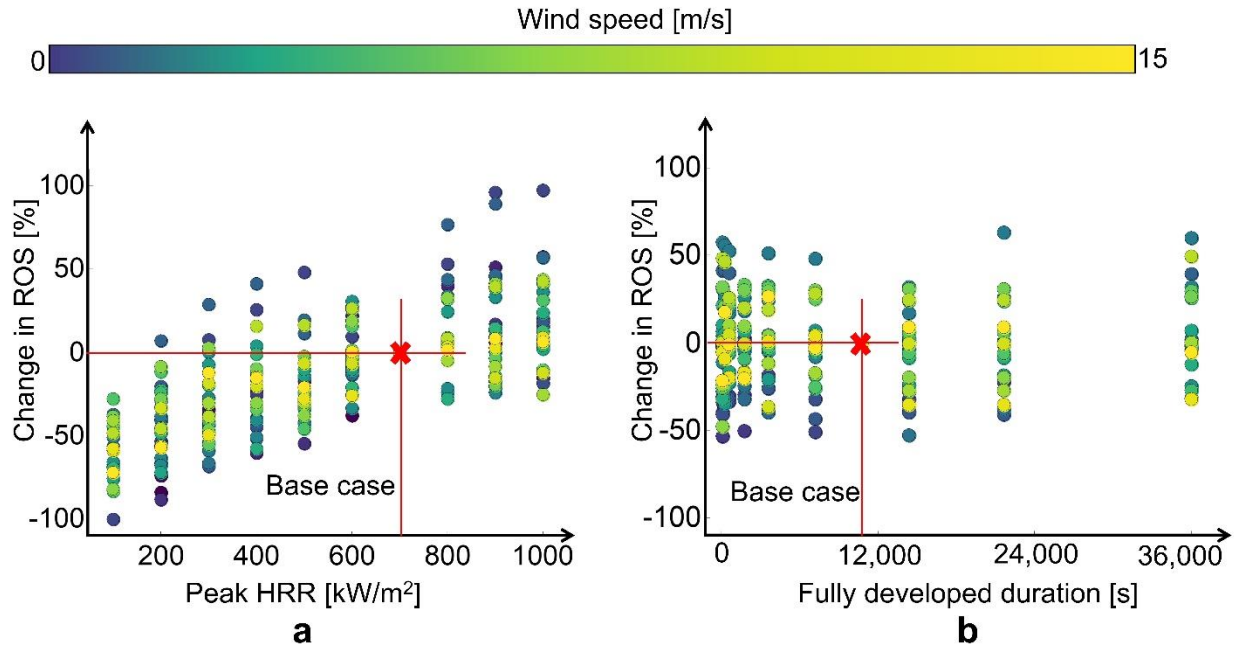 Wind speed [m/s]
0 15
Change in ROS [%]
100
50
0
-50
-100
Base case
200 400 600 800 1000
Peak HRR [kW/m²]
a
Change in ROS [%]
100
50
0
-50
-100
Base case
0 12,000 24,000 36,000
Fully developed duration [s]
b